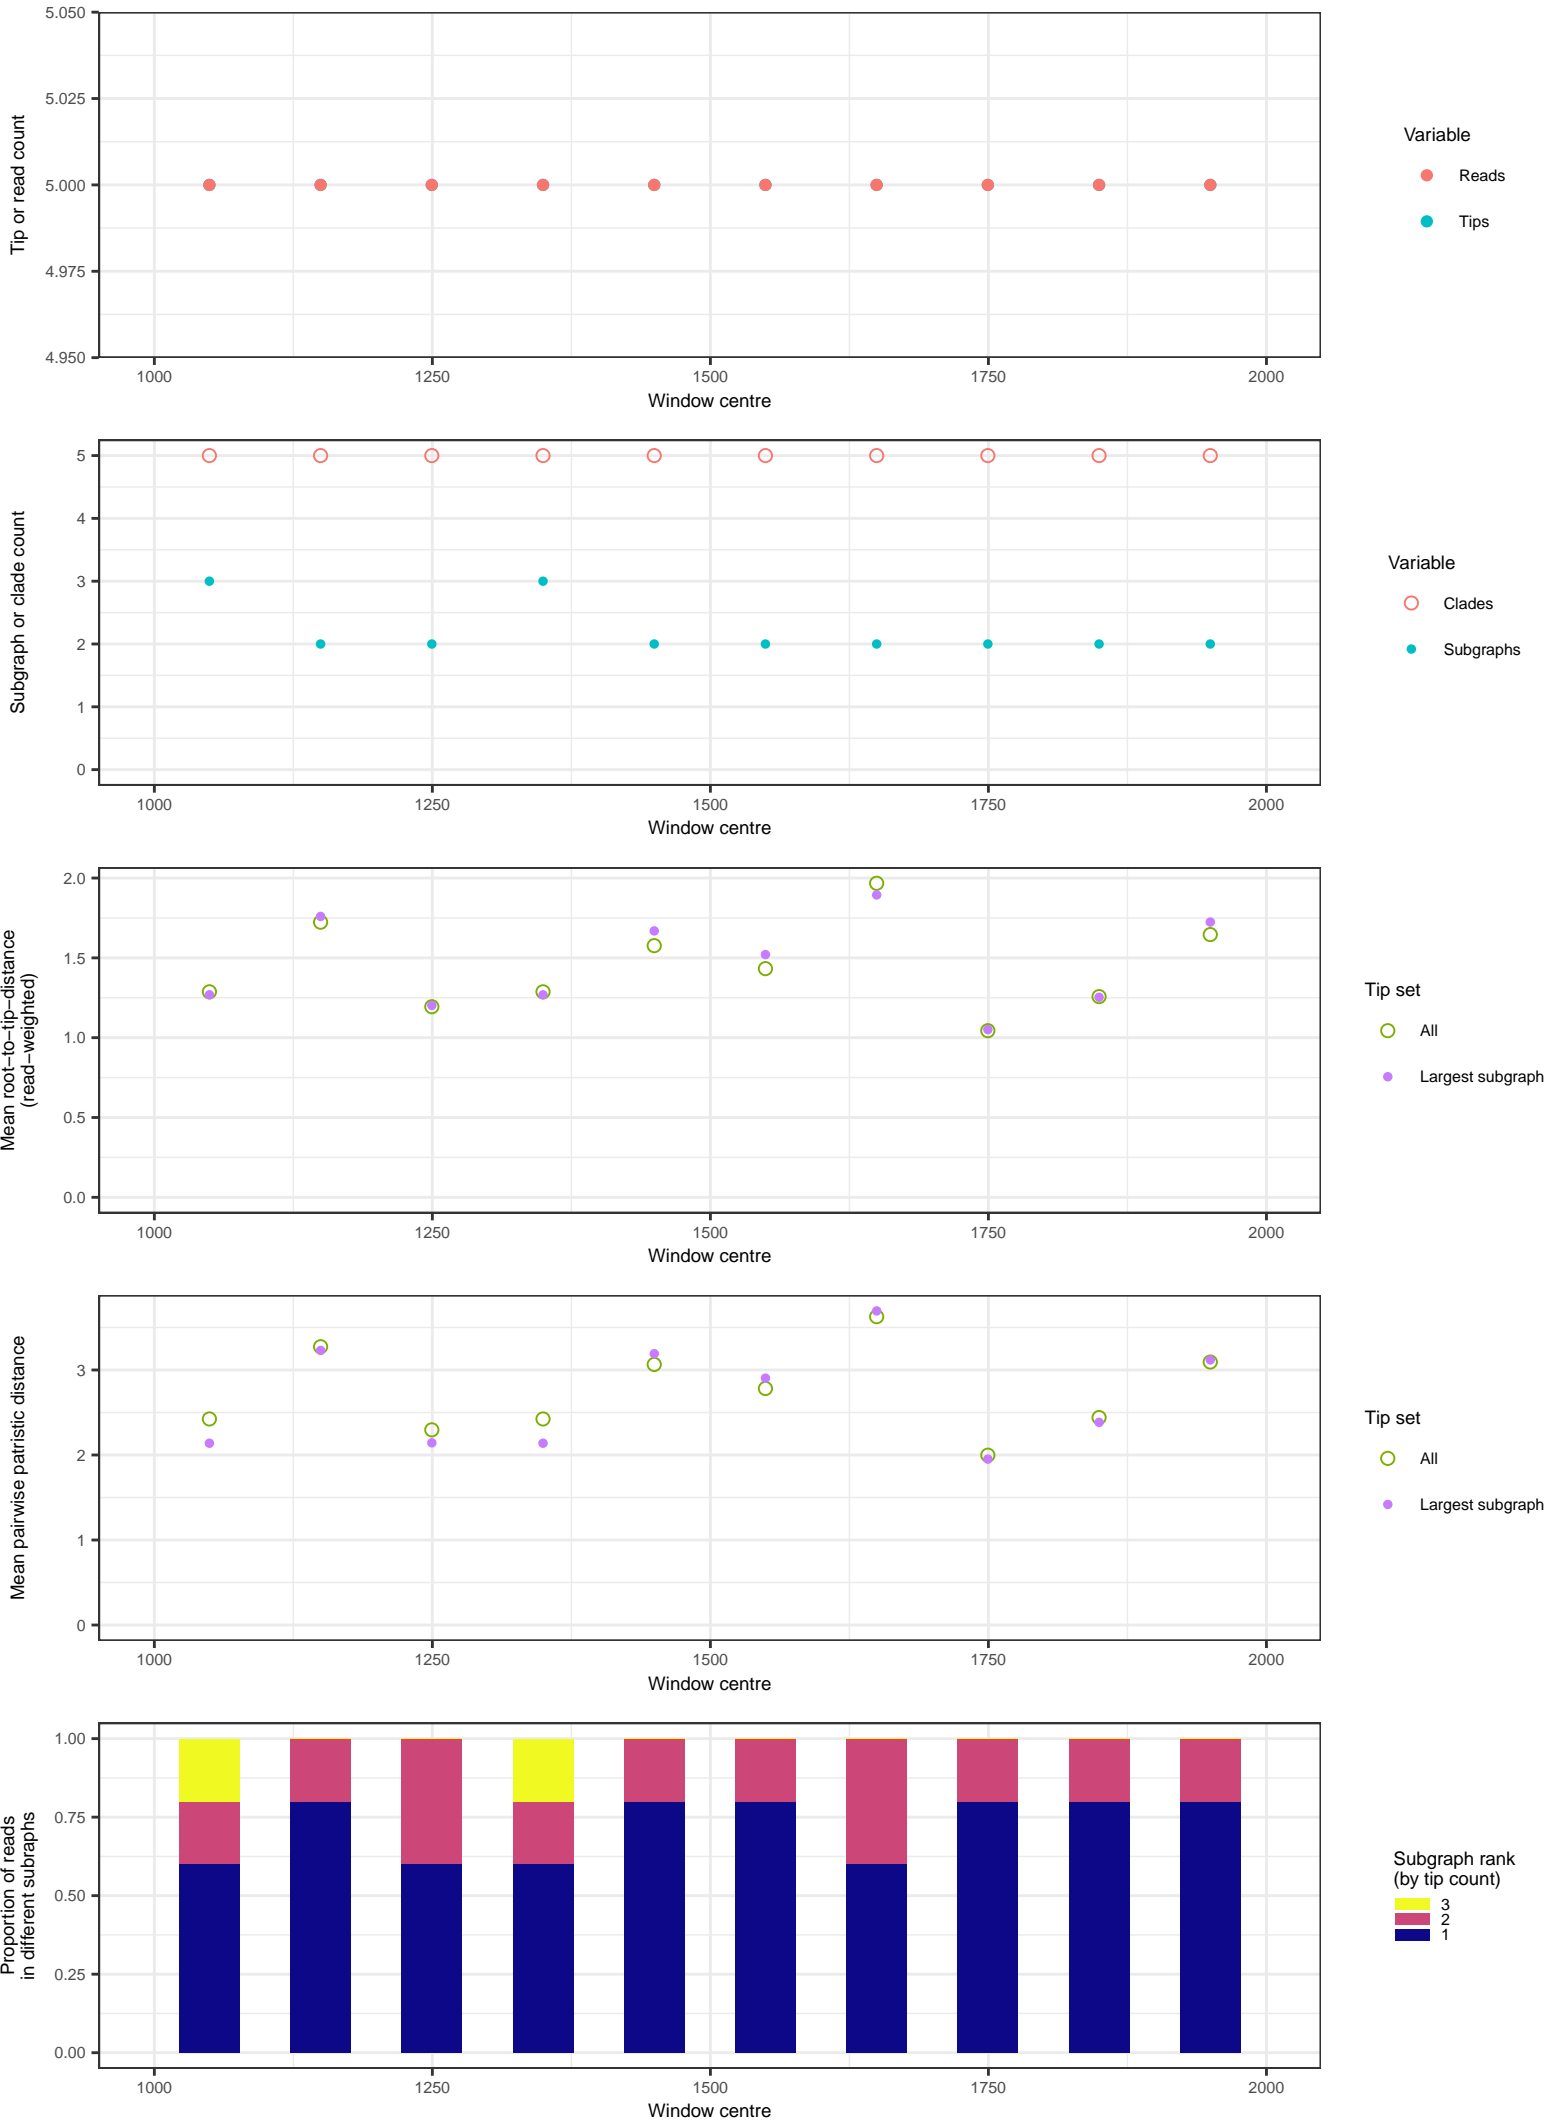 5.050
5.025
5.000
4.975
4.950
Tip or read count
1000 1250 1500 1750 2000
Window centre
Variable
Reads
Tips
5
4
3
2
1
0
Subgraph or clade count
1000 1250 1500 1750 2000
Window centre
Variable
Clades
Subgraphs
2.0
1.5
1.0
0.5
0.0
Mean root−to−tip−distance
(read−weighted)
1000 1250 1500 1750 2000
Window centre
Tip set
All
Largest subgraph
3
2
1
0
Mean pairwise patristic distance
1000 1250 1500 1750 2000
Window centre
Tip set
All
Largest subgraph
1.00
0.75
0.50
0.25
0.00
Proportion of reads
in different subraphs
1000 1250 1500 1750 2000
Window centre
Subgraph rank
(by tip count)
3
2
1